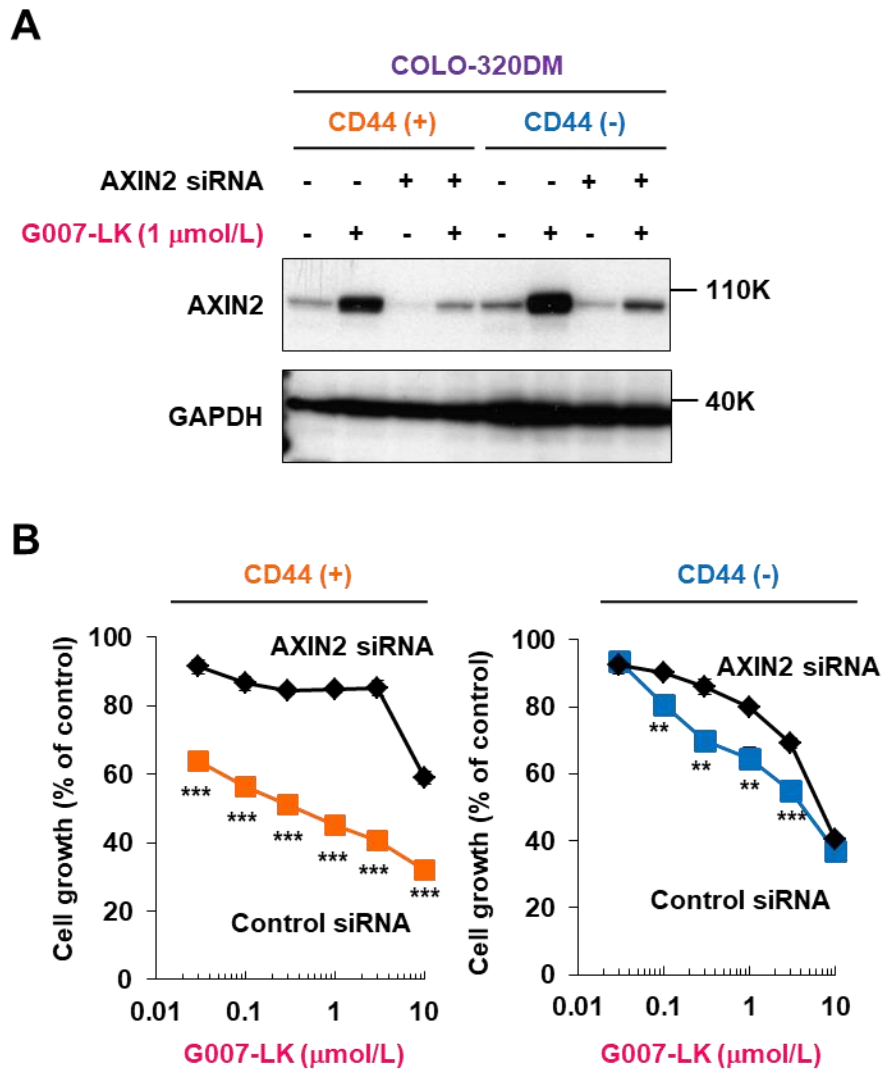 A
COLO-320DM
CD44 (+) CD44 (-)
AXIN2 siRNA - - + + - - + +
G007-LK (1 μmol/L) - + - + - + - +
AXIN2 110K
GAPDH 40K
B
CD44 (+)
Cell growth (% of control)
100
80
60
40
20
0
AXIN2 siRNA
***
***
***
***
***
***
Control siRNA
0.01 0.1 1 10
G007-LK (μmol/L)
CD44 (-)
Cell growth (% of control)
100
80
60
40
20
0
AXIN2 siRNA
**
**
**
***
Control siRNA
0.01 0.1 1 10
G007-LK (μmol/L)